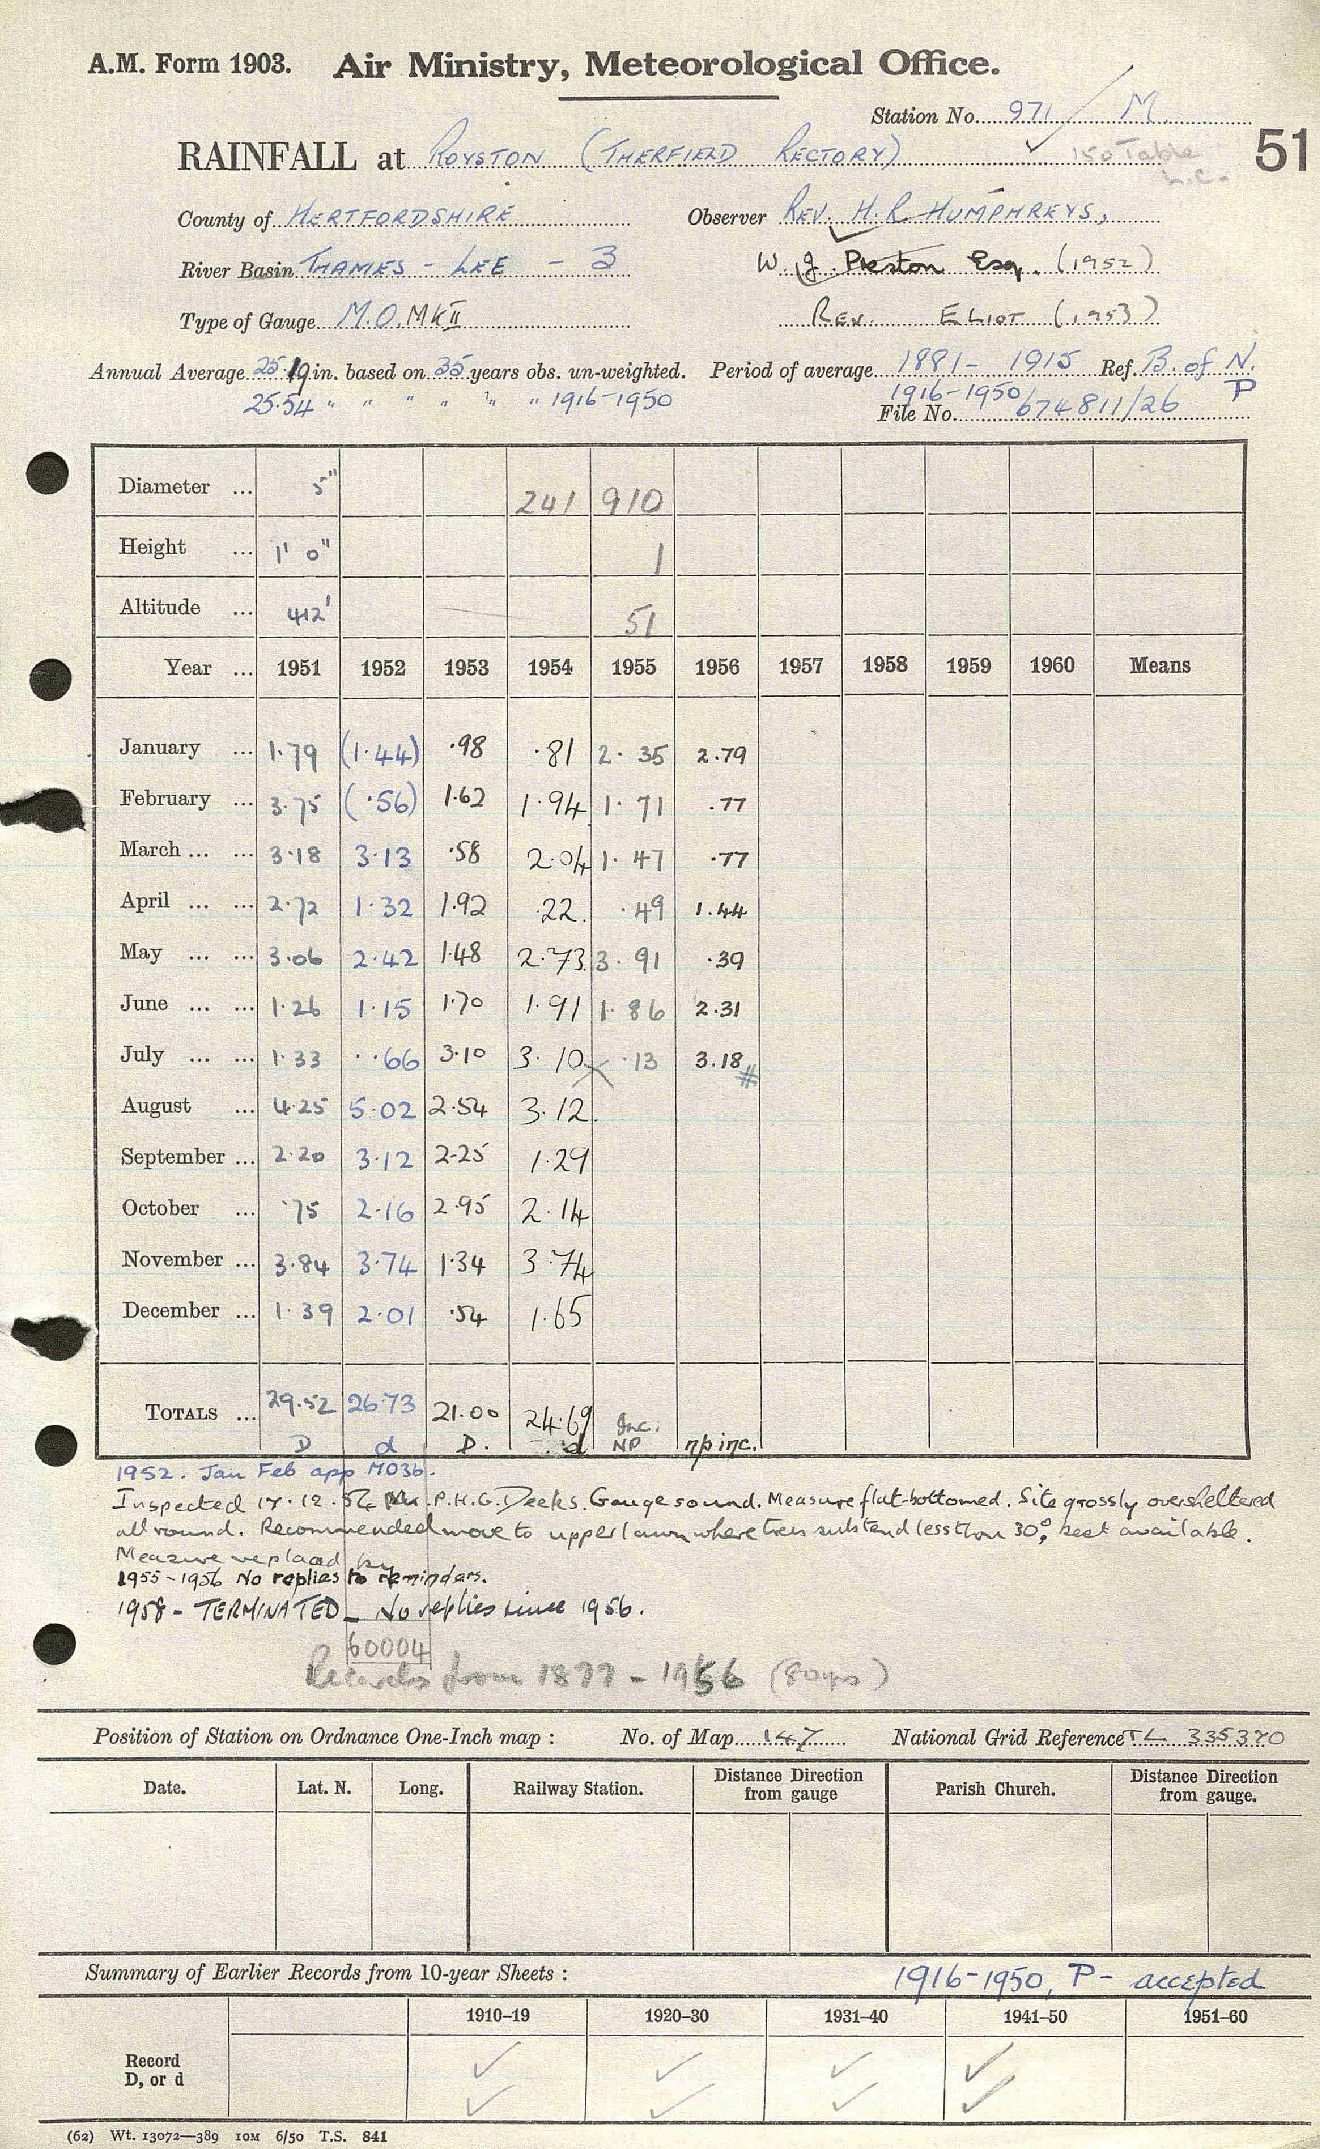 A.M. Form 1903. Air Ministry, Meteorological Office.
Station No. 971 / M
RAINFALL at ROYSTON (THERFIELD RECTORY) 150 Table 51
County of HERTFORDSHIRE Observer REV. H. R. HUMPHREYS,
River Basin THAMES - LEE - 3 W. J. Preston Esq. (1952)
Type of Gauge M.O. MK II REV. ELIOT (1953)
Annual Average 25.19 in. based on 35 years obs. un-weighted. Period of average 1881 - 1915 Ref. B. of N.
25.54 " " " " " " 1916-1950 1916-1950 P
File No. 674811/26
Diameter ... 5" 241 910
Height ... 1' 0" 1
Altitude ... 412' 51
Year ... 1951 1952 1953 1954 1955 1956 1957 1958 1959 1960 Means
January ... 1.79 (1.44) .98 .81 2.35 2.79
February ... 3.75 (.56) 1.62 1.94 1.71 .77
March ... ... 3.18 3.13 .58 2.04 1.47 .77
April ... ... 2.72 1.32 1.92 .22 .49 1.44
May ... ... 3.06 2.42 1.48 2.73 3.91 .39
June ... ... 1.26 1.15 1.70 1.91 1.86 2.31
July ... ... 1.33 .66 3.10 3.10 .13 3.18 #
August ... 4.25 5.02 2.54 3.12
September ... 2.20 3.12 2.25 1.29
October ... .75 2.16 2.95 2.14
November ... 3.84 3.74 1.34 3.74
December ... 1.39 2.01 .54 1.65
TOTALS ... 29.52 26.73 21.00 24.69 Inc.
D d D. d NP np inc.
1952. Jan Feb app MO3b.
Inspected 17.12.54 Mr. P.H.G. Deeks. Gauge sound. Measure flat-bottomed. Site grossly oversheltered
all round. Recommended move to upper lawn where trees subtend less than 30°, best available.
Measure replaced
1955-1956 No replies to reminders.
1958 - TERMINATED - No replies since 1956.
60004
Records from 1877 - 1956 (80yrs)
Position of Station on Ordnance One-Inch map : No. of Map 147 National Grid Reference TL 335370
Date. Lat. N. Long. Railway Station. Distance Direction from gauge Parish Church. Distance Direction from gauge.
Summary of Earlier Records from 10-year Sheets : 1916-1950, P - accepted
1910–19 1920–30 1931–40 1941–50 1951–60
Record
D, or d
(62) Wt. 13072—389 10M 6/50 T.S. 841